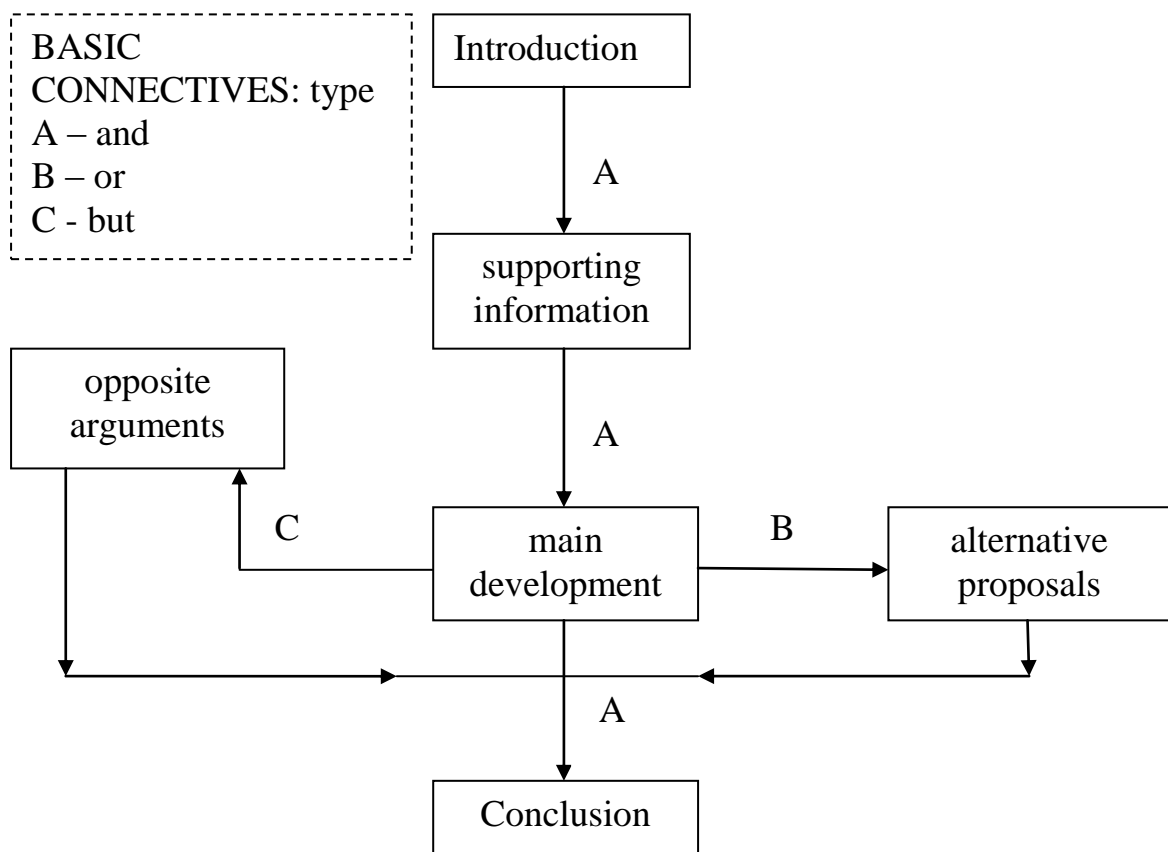 BASIC
CONNECTIVES: type
A – and
B – or
C - but
Introduction
A
supporting
information
A
opposite
arguments
C
main
development
B
alternative
proposals
A
Conclusion